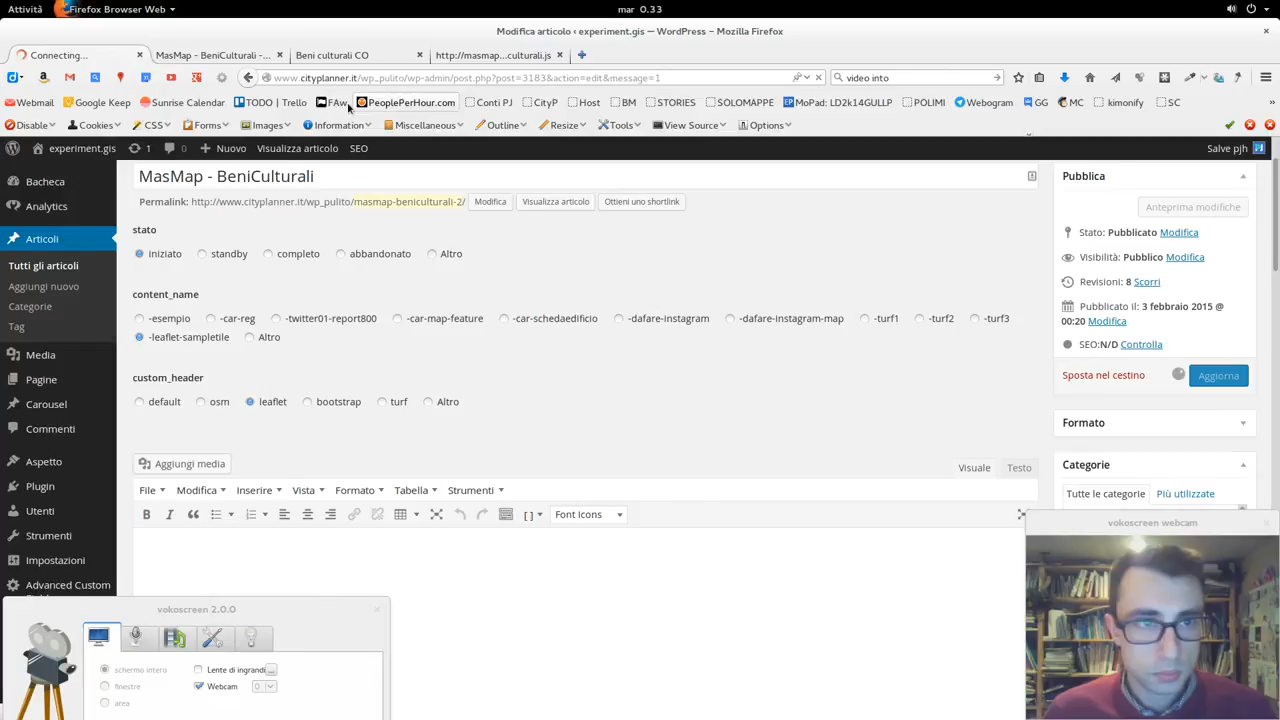 Attività Firefox Browser Web mar 0.33
Modifica articolo ‹ experiment.gis — WordPress - Mozilla Firefox
Connecting... MasMap - BeniCulturali -... Beni culturali CO http://masmap...culturali.js
www.cityplanner.it/wp_pulito/wp-admin/post.php?post=3183&action=edit&message=1 video into
Webmail Google Keep Sunrise Calendar TODO | Trello FAw PeoplePerHour.com Conti PJ CityP Host BM STORIES SOLOMAPPE MoPad: LD2k14GULLP POLIMI Webogram GG MC kimonify SC
Disable Cookies CSS Forms Images Information Miscellaneous Outline Resize Tools View Source Options
experiment.gis 1 0 Nuovo Visualizza articolo SEO Salve pjh
Bacheca
Analytics
Articoli
Tutti gli articoli
Aggiungi nuovo
Categorie
Tag
Media
Pagine
Carousel
Commenti
Aspetto
Plugin
Utenti
Strumenti
Impostazioni
Advanced Custom
MasMap - BeniCulturali
Permalink: http://www.cityplanner.it/wp_pulito/masmap-beniculturali-2/ Modifica Visualizza articolo Ottieni uno shortlink
stato
iniziato standby completo abbandonato Altro
content_name
-esempio -car-reg -twitter01-report800 -car-map-feature -car-schedaedificio -dafare-instagram -dafare-instagram-map -turf1 -turf2 -turf3
-leaflet-sampletile Altro
custom_header
default osm leaflet bootstrap turf Altro
Aggiungi media Visuale Testo
File Modifica Inserire Vista Formato Tabella Strumenti
B I Font Icons
Pubblica
Anteprima modifiche
Stato: Pubblicato Modifica
Visibilità: Pubblico Modifica
Revisioni: 8 Scorri
Pubblicato il: 3 febbraio 2015 @
00:20 Modifica
SEO:N/D Controlla
Sposta nel cestino Aggiorna
Formato
Categorie
Tutte le categorie Più utilizzate
vokoscreen webcam
vokoscreen 2.0.0
schermo intero Lente di ingrandi ...
finestre Webcam 0
area